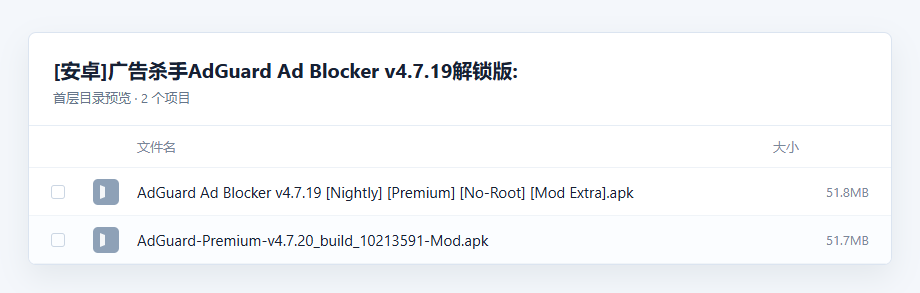 [安卓]广告杀手AdGuard Ad Blocker v4.7.19解锁版:
首层目录预览 · 2 个项目
文件名 大小
AdGuard Ad Blocker v4.7.19 [Nightly] [Premium] [No-Root] [Mod Extra].apk 51.8MB
AdGuard-Premium-v4.7.20_build_10213591-Mod.apk 51.7MB